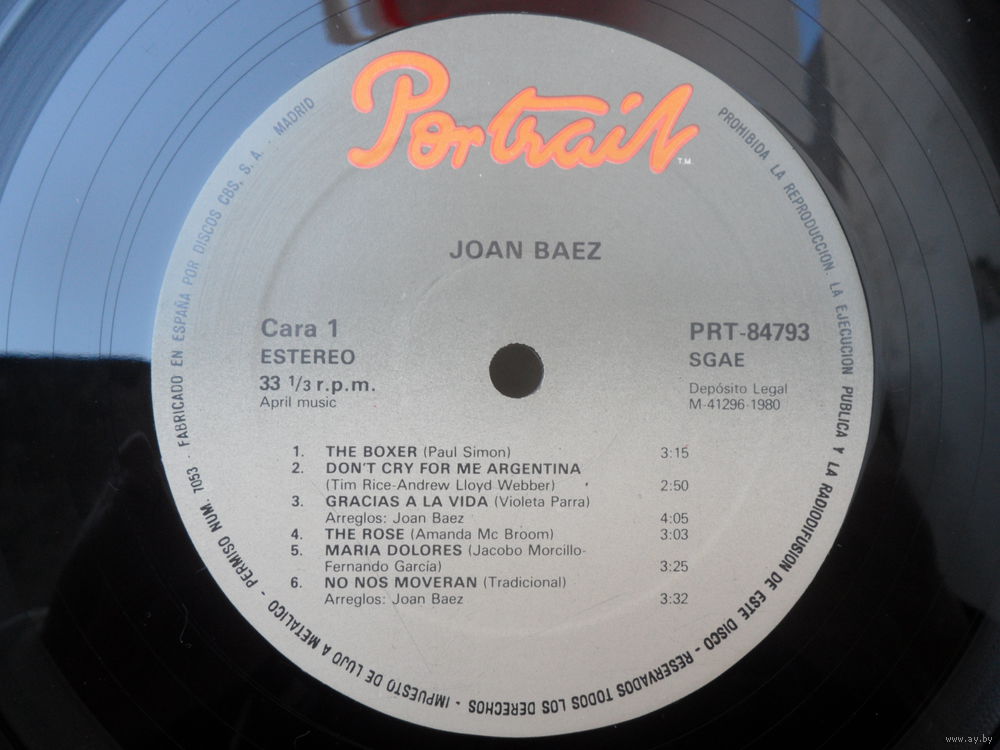 Portrait T.M.
JOAN BAEZ
Cara 1
ESTEREO
33 1/3 r.p.m.
April music
PRT-84793
SGAE
Depósito Legal
M-41296-1980
1. THE BOXER (Paul Simon) 3:15
2. DON'T CRY FOR ME ARGENTINA
(Tim Rice-Andrew Lloyd Webber) 2:50
3. GRACIAS A LA VIDA (Violeta Parra)
Arreglos: Joan Baez 4:05
4. THE ROSE (Amanda Mc Broom) 3:03
5. MARIA DOLORES (Jacobo Morcillo-
Fernando García) 3:25
6. NO NOS MOVERAN (Tradicional)
Arreglos: Joan Baez 3:32
PROHIBIDA LA REPRODUCCION. LA EJECUCION PUBLICA Y LA RADIODIFUSION DE ESTE DISCO - RESERVADOS TODOS LOS DERECHOS - IMPUESTO DE LUJO A METALICO - PERMISO NUM. 7053 - FABRICADO EN ESPAÑA POR DISCOS CBS, S. A. - MADRID
www.ay.by